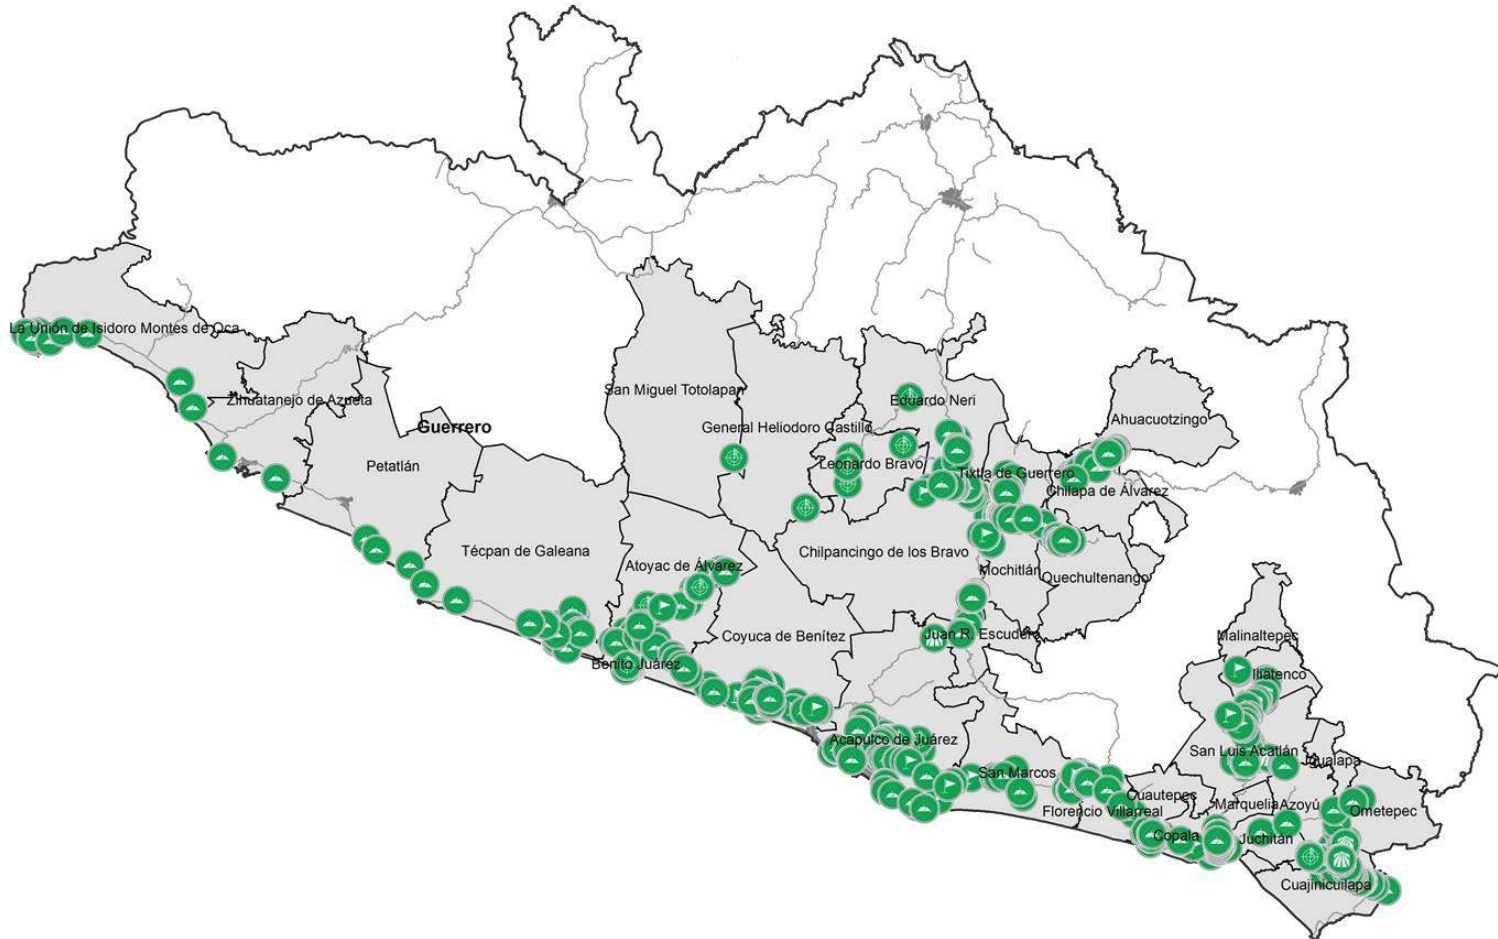 La Unión de Isidoro Montes de Oca
Zihuatanejo de Azueta
Guerrero
Petatlán
Técpan de Galeana
San Miguel Totolapan
General Heliodoro Castillo
Eduardo Neri
Leonardo Bravo
Tixtla de Guerrero
Ahuacuotzingo
Chilapa de Álvarez
Chilpancingo de los Bravo
Mochitlán
Quechultenango
Atoyac de Álvarez
Coyuca de Benítez
Benito Juárez
Juan R. Escudero
Malinaltepec
Iliatenco
Acapulco de Juárez
San Marcos
San Luis Acatlán
Igualapa
Cuautepec
Florencio Villarreal
Marquelia
Azoyú
Ometepec
Copala
Juchitán
Cuajinicuilapa